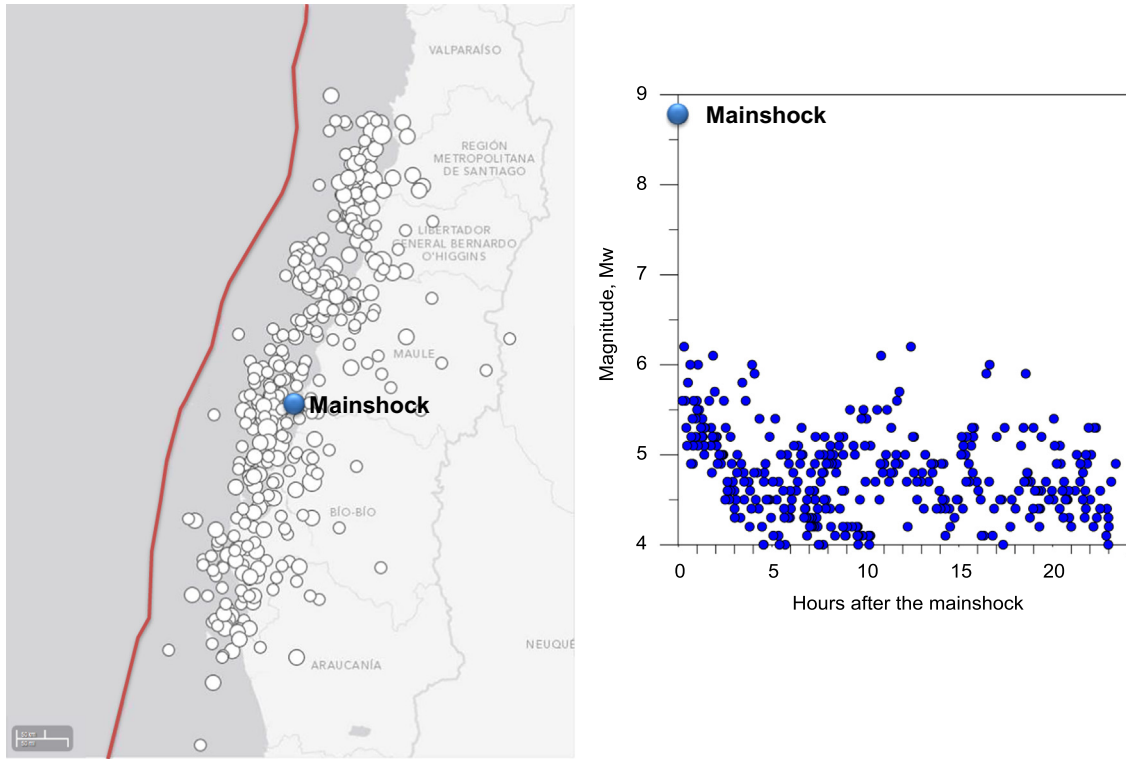 VALPARAÍSO
REGIÓN
METROPOLITANA
DE SANTIAGO
LIBERTADOR
GENERAL BERNARDO
O'HIGGINS
MAULE
Mainshock
BÍO-BÍO
NEUQUÉ
ARAUCANÍA
Mainshock
Magnitude, Mw
9
8
7
6
5
4
0
5
10
15
20
Hours after the mainshock